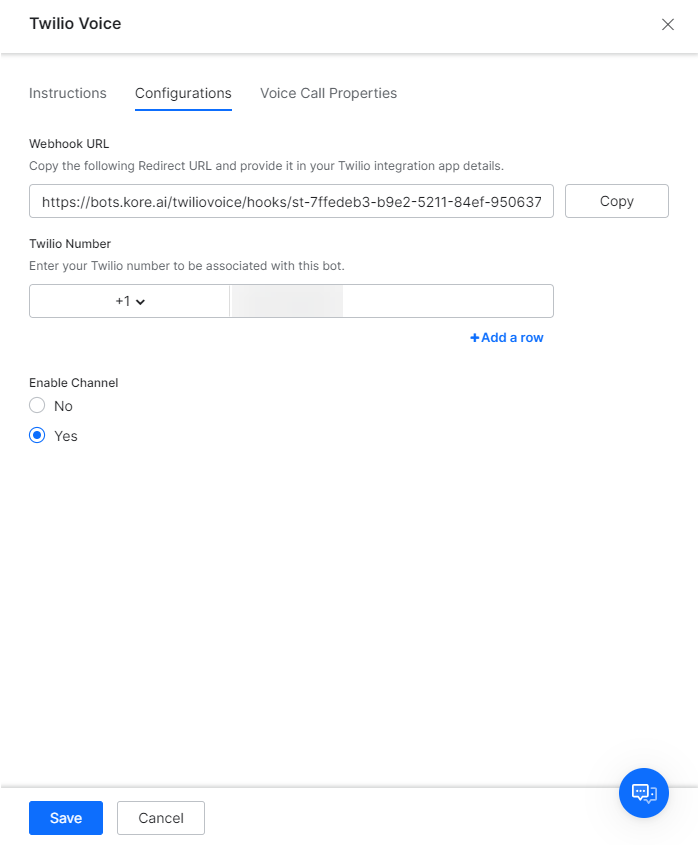 Twilio Voice
Instructions Configurations Voice Call Properties
Webhook URL
Copy the following Redirect URL and provide it in your Twilio integration app details.
https://bots.kore.ai/twiliovoice/hooks/st-7ffedeb3-b9e2-5211-84ef-950637 Copy
Twilio Number
Enter your Twilio number to be associated with this bot.
+1
+Add a row
Enable Channel
No
Yes
Save Cancel